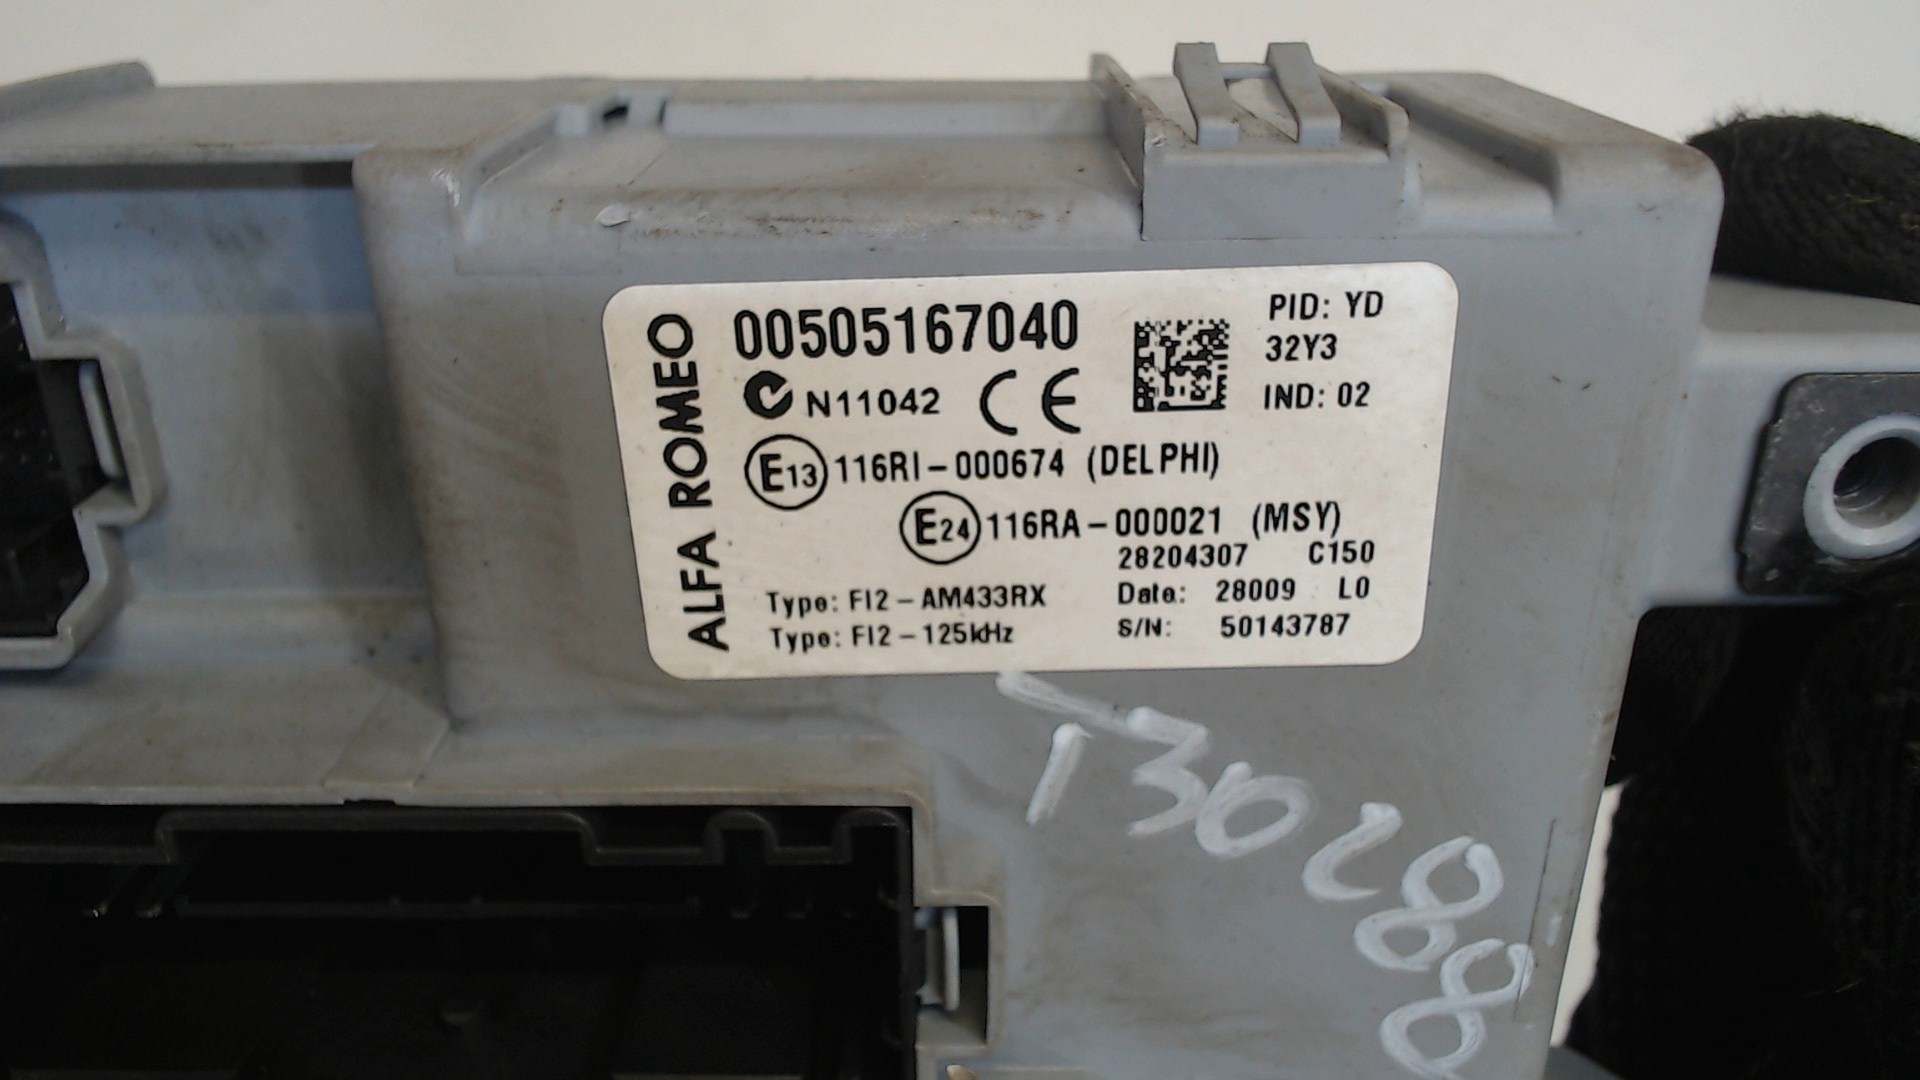 ALFA ROMEO
00505167040
PID: YD
32Y3
N11042 CE
IND: 02
E13 116RI-000674 (DELPHI)
E24 116RA-000021 (MSY)
28204307 C150
Type: FI2-AM433RX
Date: 28009 L0
Type: FI2-125kHz
S/N: 50143787
130288